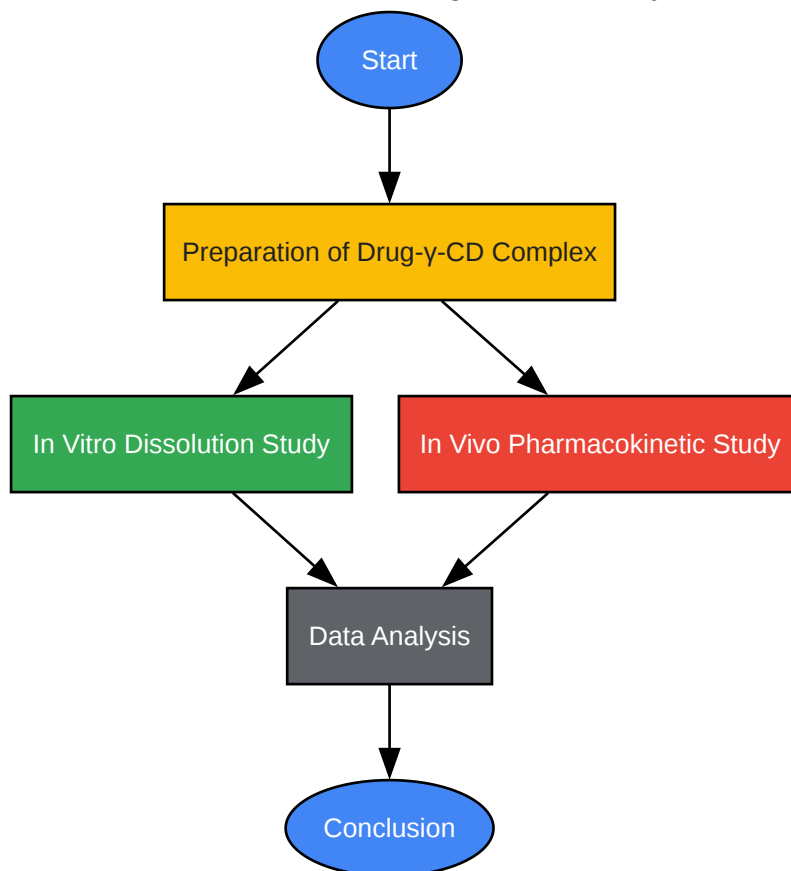 Start
Preparation of Drug-γ-CD Complex
In Vitro Dissolution Study
In Vivo Pharmacokinetic Study
Data Analysis
Conclusion